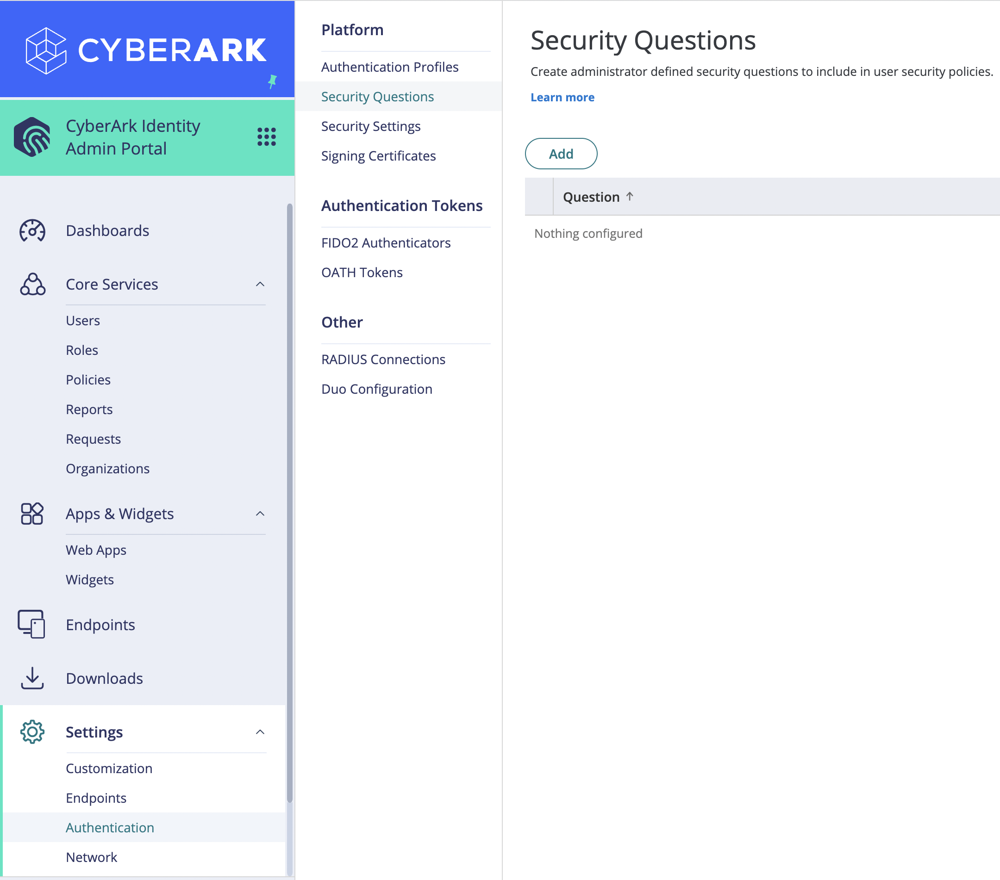 CYBERARK
CyberArk Identity
Admin Portal
Dashboards
Core Services
Users
Roles
Policies
Reports
Requests
Organizations
Apps & Widgets
Web Apps
Widgets
Endpoints
Downloads
Settings
Customization
Endpoints
Authentication
Network
Platform
Authentication Profiles
Security Questions
Security Settings
Signing Certificates
Authentication Tokens
FIDO2 Authenticators
OATH Tokens
Other
RADIUS Connections
Duo Configuration
Security Questions
Create administrator defined security questions to include in user security policies.
Learn more
Add
Question ↑
Nothing configured